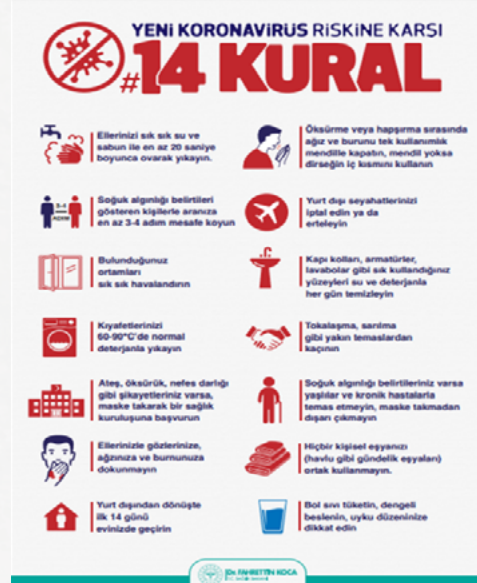 YENİ KORONAVİRÜS RİSKİNE KARŞI
#14 KURAL
Ellerinizi sık sık su ve
sabun ile en az 20 saniye
boyunca ovarak yıkayın.
Öksürme veya hapşırma sırasında
ağız ve burunu tek kullanımlık
mendille kapatın, mendil yoksa
dirseğin iç kısmını kullanın
3-4
ADIM
Soğuk algınlığı belirtileri
gösteren kişilerle aranıza
en az 3-4 adım mesafe koyun
Yurt dışı seyahatlerinizi
iptal edin ya da
erteleyin
Bulunduğunuz
ortamları
sık sık havalandırın
Kapı kolları, armatürler,
lavabolar gibi sık kullandığınız
yüzeyleri su ve deterjanla
her gün temizleyin
Kıyafetlerinizi
60-90°C'de normal
deterjanla yıkayın
Tokalaşma, sarılma
gibi yakın temaslardan
kaçının
Ateş, öksürük, nefes darlığı
gibi şikayetleriniz varsa,
maske takarak bir sağlık
kuruluşuna başvurun
Soğuk algınlığı belirtileriniz varsa
yaşlılar ve kronik hastalarla
temas etmeyin, maske takmadan
dışarı çıkmayın
Ellerinizle gözlerinize,
ağzınıza ve burnunuza
dokunmayın
Hiçbir kişisel eşyanızı
(havlu gibi gündelik eşyaları)
ortak kullanmayın.
Yurt dışından dönüşte
ilk 14 günü
evinizde geçirin
Bol sıvı tüketin, dengeli
beslenin, uyku düzeninize
dikkat edin
Dr. FAHRETTİN KOCA